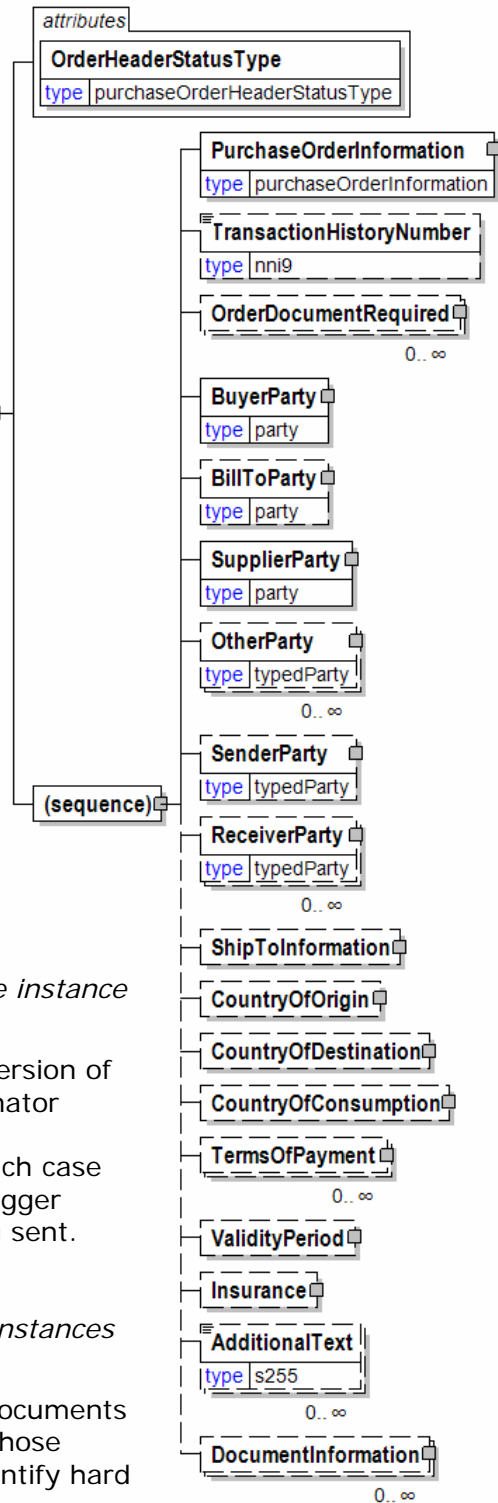 attributes
OrderHeaderStatusType
type purchaseOrderHeaderStatusType
PurchaseOrderInformation
type purchaseOrderInformation
TransactionHistoryNumber
type nni9
OrderDocumentRequired
0.. ∞
BuyerParty
type party
BillToParty
type party
SupplierParty
type party
OtherParty
type typedParty
0.. ∞
SenderParty
type typedParty
(sequence)
ReceiverParty
type typedParty
0.. ∞
ShipToInformation
CountryOfOrigin
CountryOfDestination
CountryOfConsumption
TermsOfPayment
0.. ∞
ValidityPeriod
Insurance
AdditionalText
type s255
0.. ∞
DocumentInformation
0.. ∞
e instance
ersion of
nator
ch case
gger
sent.
nstances
ocuments
hose
ntify hard